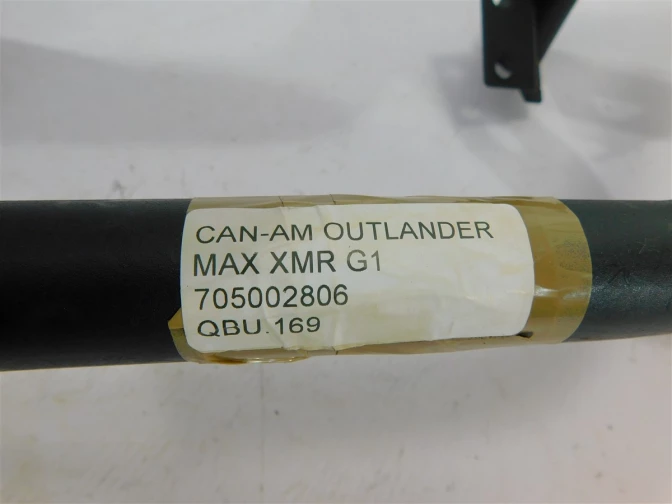 CAN-AM OUTLANDER
MAX XMR G1
705002806
QBU.169